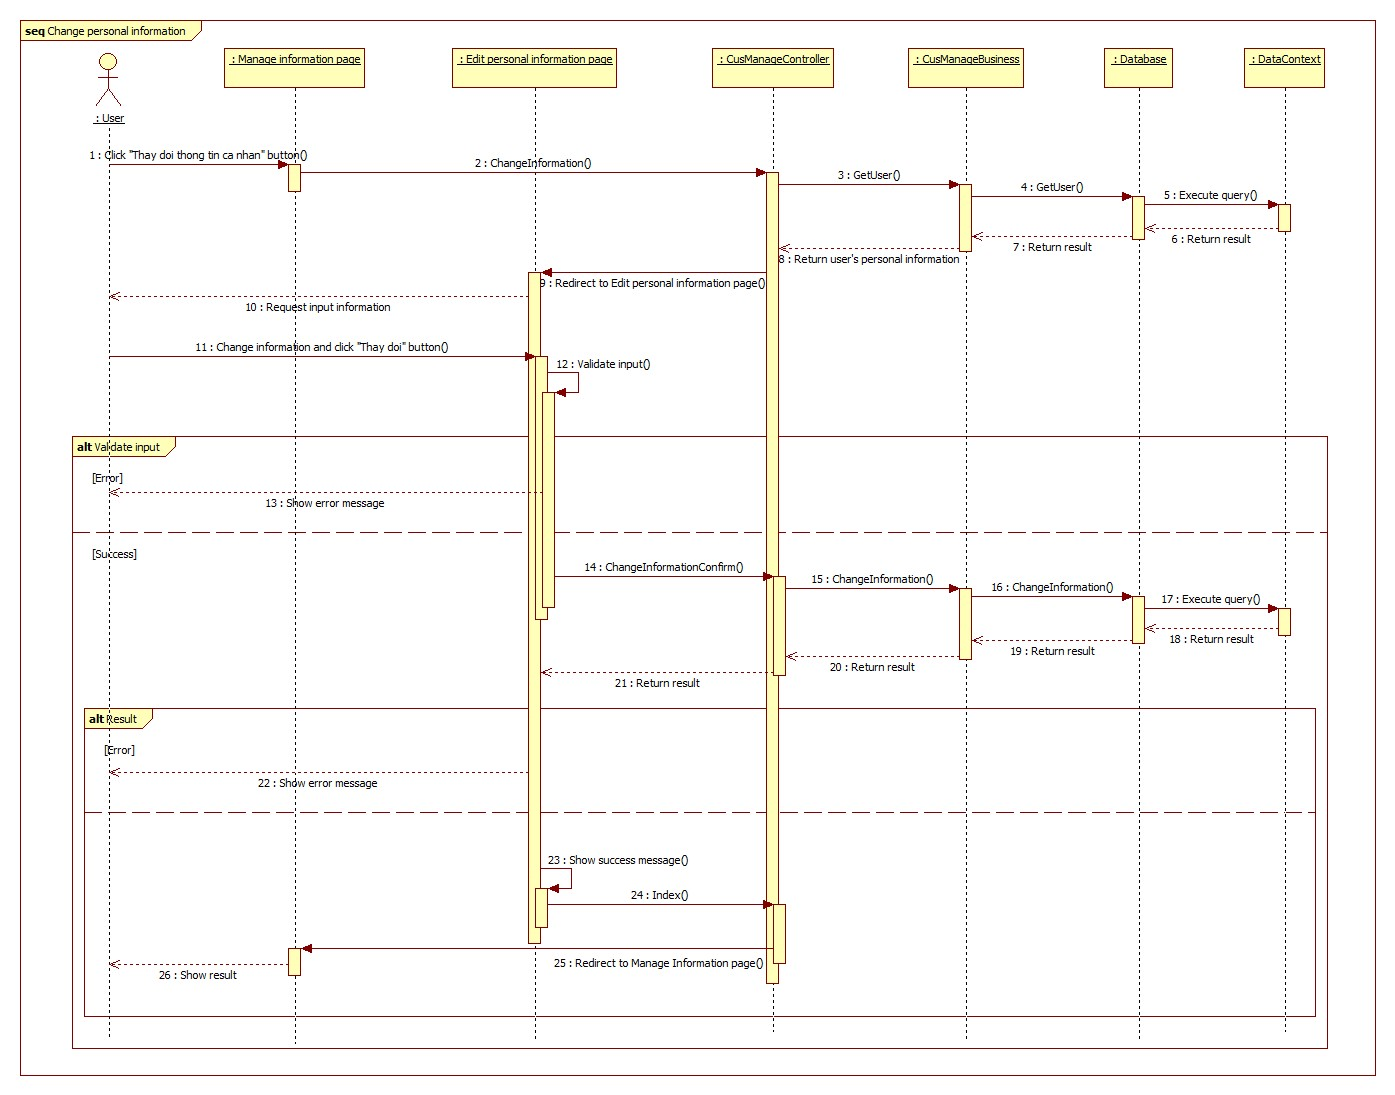 seq Change personal information
: User
: Manage information page
: Edit personal information page
: CusManageController
: CusManageBusiness
: Database
: DataContext
1 : Click "Thay doi thong tin ca nhan" button()
2 : ChangeInformation()
3 : GetUser()
4 : GetUser()
5 : Execute query()
6 : Return result
7 : Return result
8 : Return user's personal information
9 : Redirect to Edit personal information page()
10 : Request input information
11 : Change information and click "Thay doi" button()
12 : Validate input()
alt Validate input
[Error]
13 : Show error message
[Success]
14 : ChangeInformationConfirm()
15 : ChangeInformation()
16 : ChangeInformation()
17 : Execute query()
18 : Return result
19 : Return result
20 : Return result
21 : Return result
alt Result
[Error]
22 : Show error message
23 : Show success message()
24 : Index()
25 : Redirect to Manage Information page()
26 : Show result